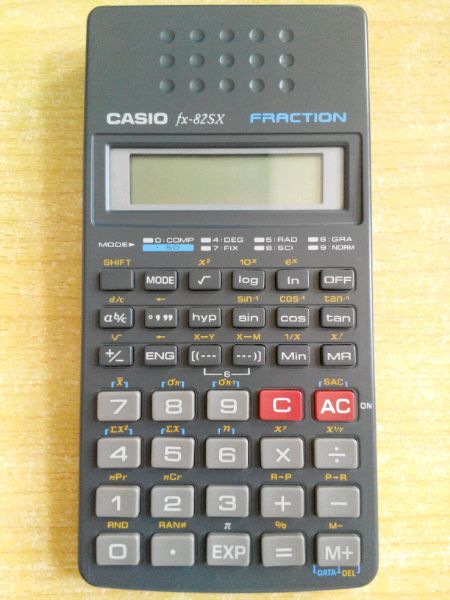 CASIO fx-82SX FRACTION
MODE► 0:COMP 4:DEG 5:RAD 6:GRA
·:SD 7:FIX 8:SCI 9:NORM
SHIFT x² 10ˣ eˣ
MODE √ log ln OFF
d/c ← sin⁻¹ cos⁻¹ tan⁻¹
a b/c °,,, hyp sin cos tan
³√ ← X↔Y X↔M 1/X x!
+/− ENG [(--- ---)] Min MR
6
x̄ σn σn-1 SAC
7 8 9 C AC ON
Σx² Σx n xʸ x¹/ʸ
4 5 6 × ÷
nPr nCr R→P P→R
1 2 3 + −
RND RAN# π % M−
0 · EXP = M+
DATA DEL